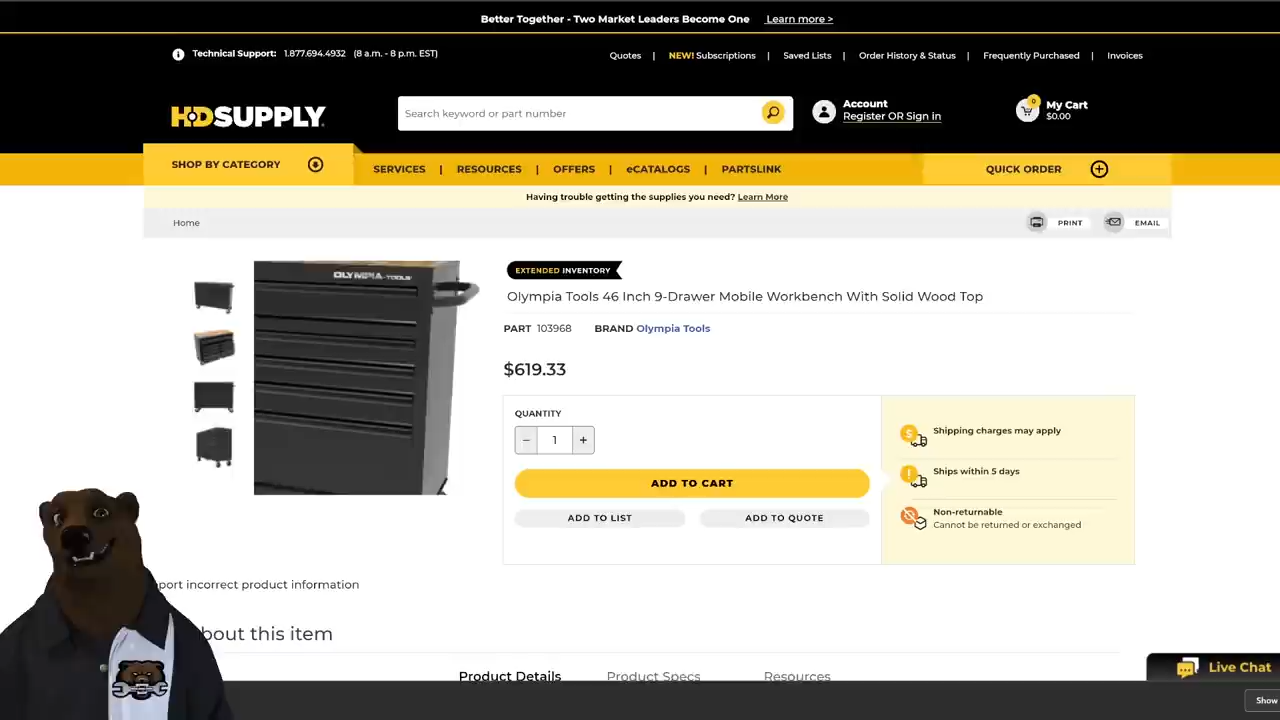 Better Together - Two Market Leaders Become One Learn more >
Technical Support: 1.877.694.4932 (8 a.m. - 8 p.m. EST)
Quotes | NEW! Subscriptions | Saved Lists | Order History & Status | Frequently Purchased | Invoices
HDSUPPLY®
Search keyword or part number
Account
Register OR Sign in
0
My Cart
$0.00
SHOP BY CATEGORY
SERVICES | RESOURCES | OFFERS | eCATALOGS | PARTSLINK
QUICK ORDER
Having trouble getting the supplies you need? Learn More
Home
PRINT
EMAIL
OLYMPIA-TOOLS
EXTENDED INVENTORY
Olympia Tools 46 Inch 9-Drawer Mobile Workbench With Solid Wood Top
PART 103968 BRAND Olympia Tools
$619.33
QUANTITY
− 1 +
ADD TO CART
ADD TO LIST
ADD TO QUOTE
Shipping charges may apply
Ships within 5 days
Non-returnable
Cannot be returned or exchanged
port incorrect product information
bout this item
Product Details
Product Specs
Resources
Live Chat
Show